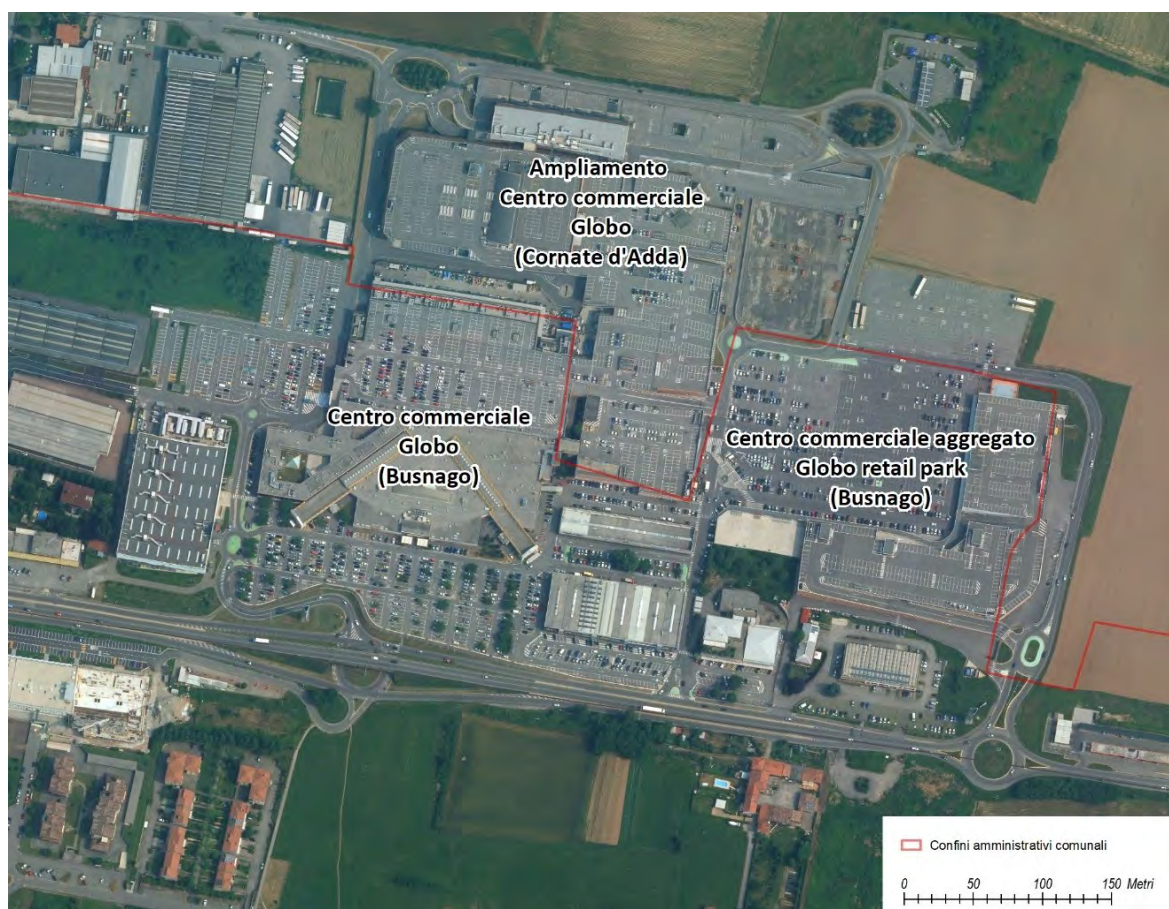 Ampliamento
Centro commerciale
Globo
(Cornate d'Adda)
Centro commerciale
Globo
(Busnago)
Centro commerciale aggregato
Globo retail park
(Busnago)
Confini amministrativi comunali
0 50 100 150 Metri